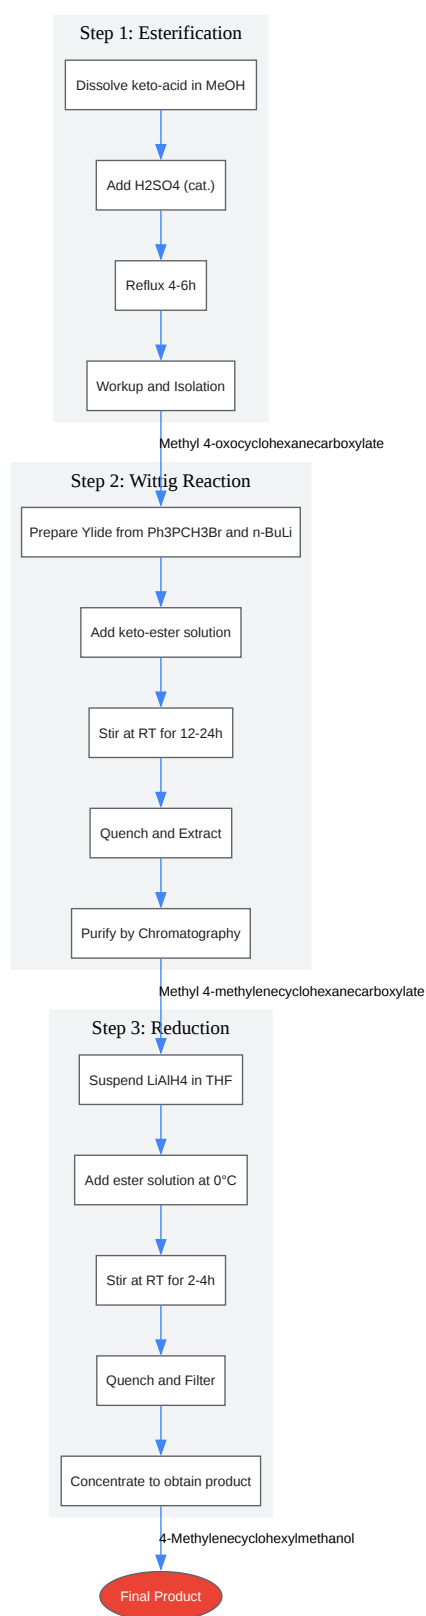 Step 1: Esterification
Dissolve keto-acid in MeOH
Add H2SO4 (cat.)
Reflux 4-6h
Workup and Isolation
Methyl 4-oxocyclohexanecarboxylate
Step 2: Wittig Reaction
Prepare Ylide from Ph3PCH3Br and n-BuLi
Add keto-ester solution
Stir at RT for 12-24h
Quench and Extract
Purify by Chromatography
Methyl 4-methylenecyclohexanecarboxylate
Step 3: Reduction
Suspend LiAlH4 in THF
Add ester solution at 0°C
Stir at RT for 2-4h
Quench and Filter
Concentrate to obtain product
4-Methylenecyclohexylmethanol
Final Product